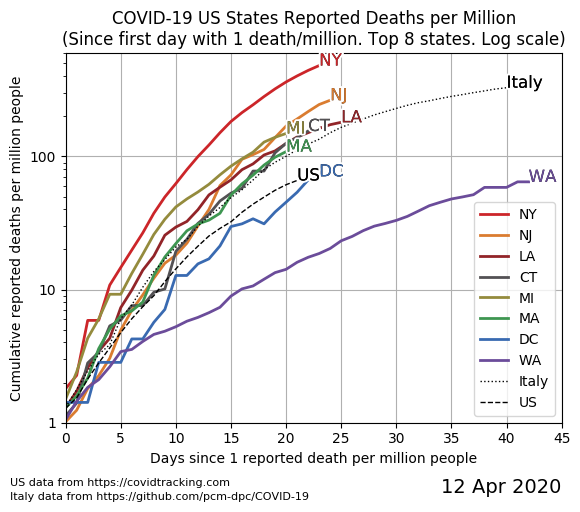 COVID-19 US States Reported Deaths per Million
(Since first day with 1 death/million. Top 8 states. Log scale)
Cumulative reported deaths per million people
100
10
1
NY
NJ
Italy
LA
CT
MI
MA
DC
US
WA
NY
NJ
LA
CT
MI
MA
DC
WA
Italy
US
0 5 10 15 20 25 30 35 40 45
Days since 1 reported death per million people
US data from https://covidtracking.com
Italy data from https://github.com/pcm-dpc/COVID-19
12 Apr 2020